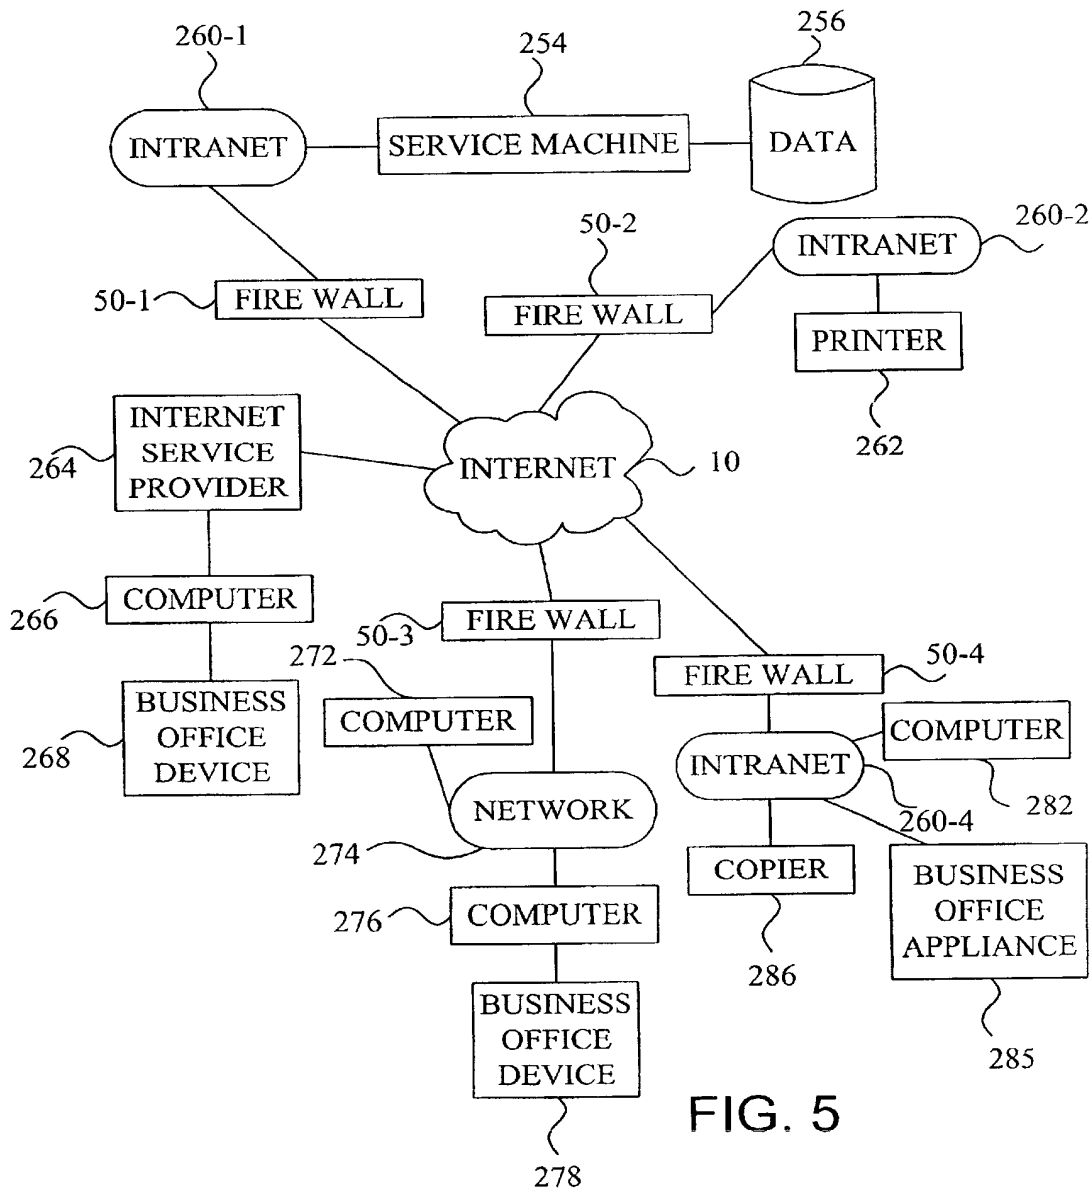 260-1
254
256
INTRANET
SERVICE MACHINE
DATA
50-2
260-2
INTRANET
50-1
FIRE WALL
FIRE WALL
PRINTER
262
INTERNET
SERVICE
PROVIDER
264
INTERNET
10
266
COMPUTER
50-3
FIRE WALL
272
50-4
FIRE WALL
268
BUSINESS
OFFICE
DEVICE
COMPUTER
COMPUTER
INTRANET
282
260-4
NETWORK
274
COPIER
276
COMPUTER
BUSINESS
OFFICE
APPLIANCE
286
285
BUSINESS
OFFICE
DEVICE
278
FIG. 5